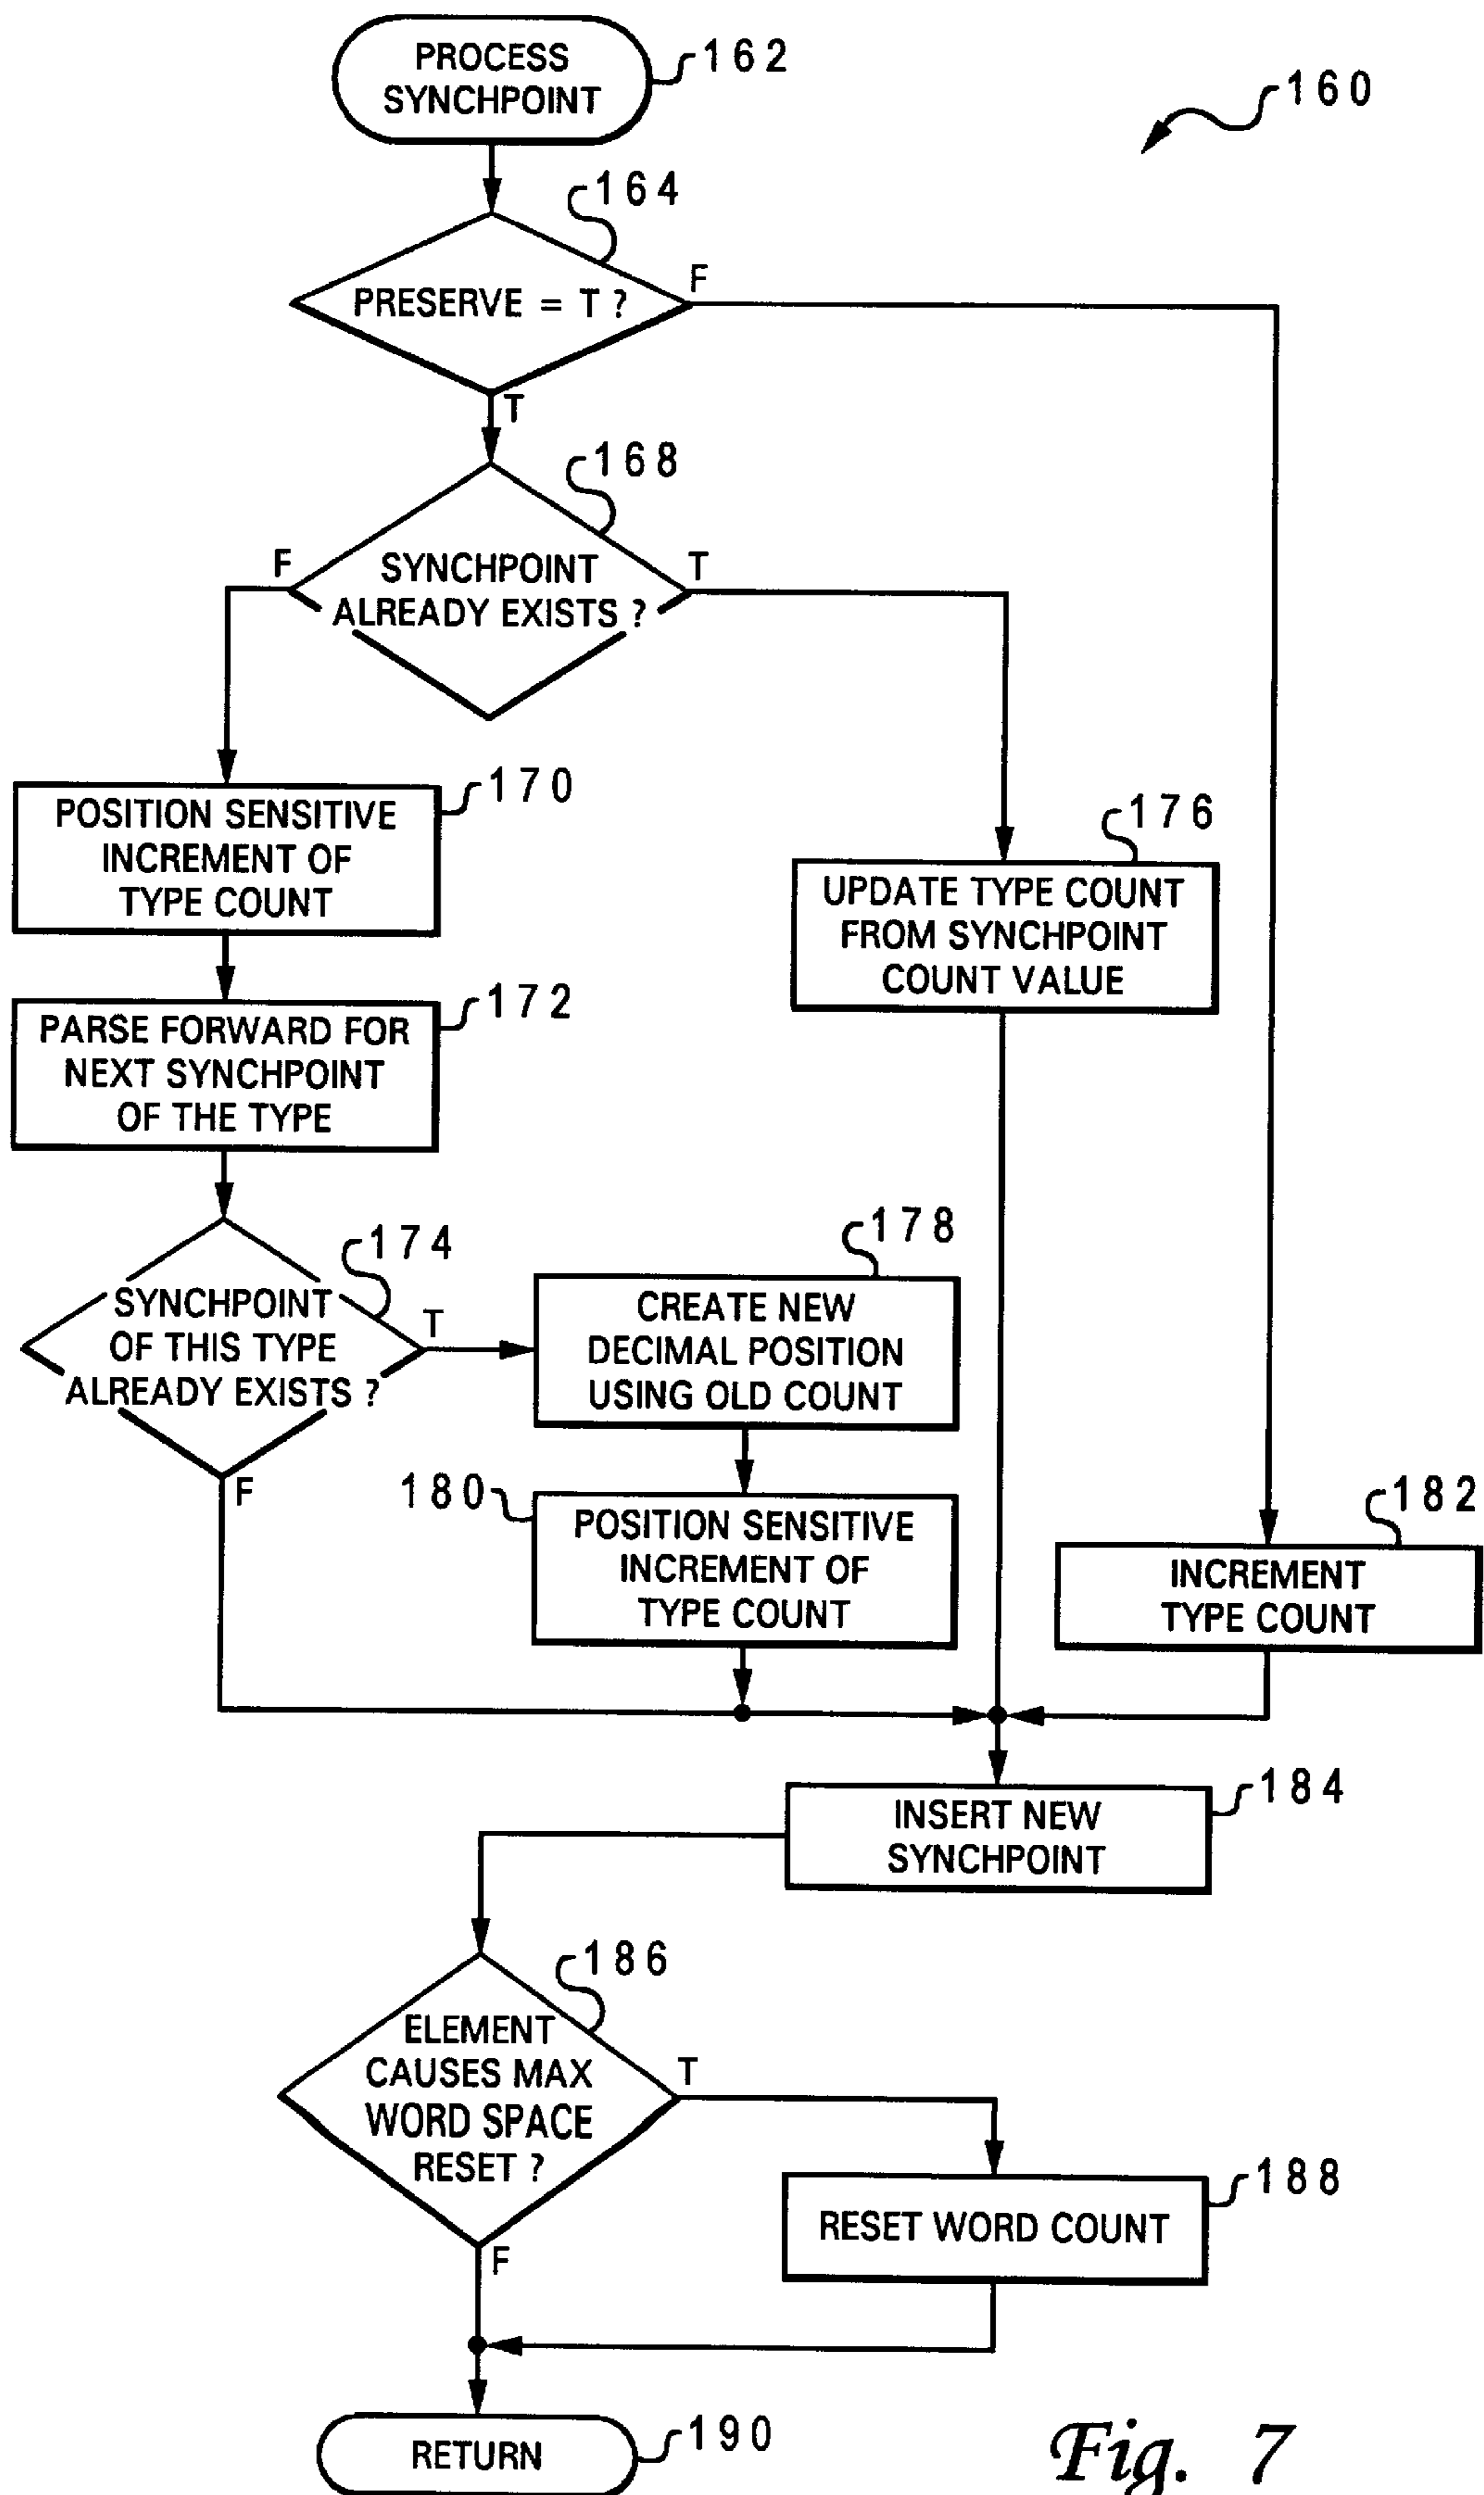 PROCESS
SYNCHPOINT
162
160
164
PRESERVE = T ?
F
T
168
SYNCHPOINT
ALREADY EXISTS ?
F
T
170
POSITION SENSITIVE
INCREMENT OF
TYPE COUNT
176
UPDATE TYPE COUNT
FROM SYNCHPOINT
COUNT VALUE
172
PARSE FORWARD FOR
NEXT SYNCHPOINT
OF THE TYPE
174
SYNCHPOINT
OF THIS TYPE
ALREADY EXISTS ?
T
F
178
CREATE NEW
DECIMAL POSITION
USING OLD COUNT
180
POSITION SENSITIVE
INCREMENT OF
TYPE COUNT
182
INCREMENT
TYPE COUNT
184
INSERT NEW
SYNCHPOINT
186
ELEMENT
CAUSES MAX
WORD SPACE
RESET ?
T
F
188
RESET WORD COUNT
RETURN
190
Fig. 7